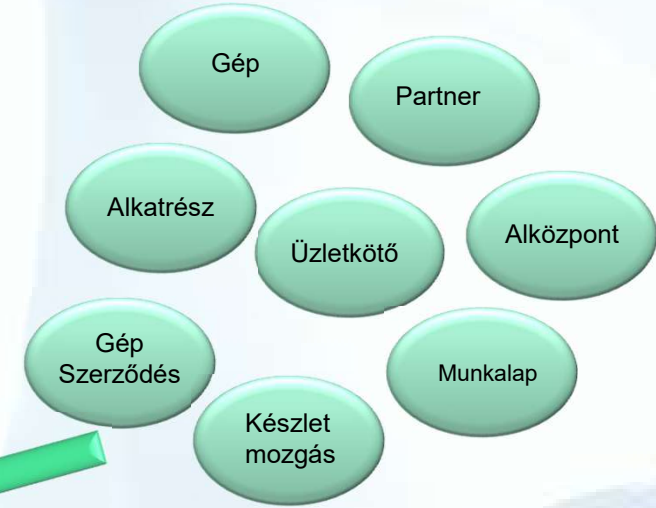 Gép
Partner
Alkatrész
Üzletkötő
Alközpont
Gép
Szerződés
Munkalap
Készlet
mozgás